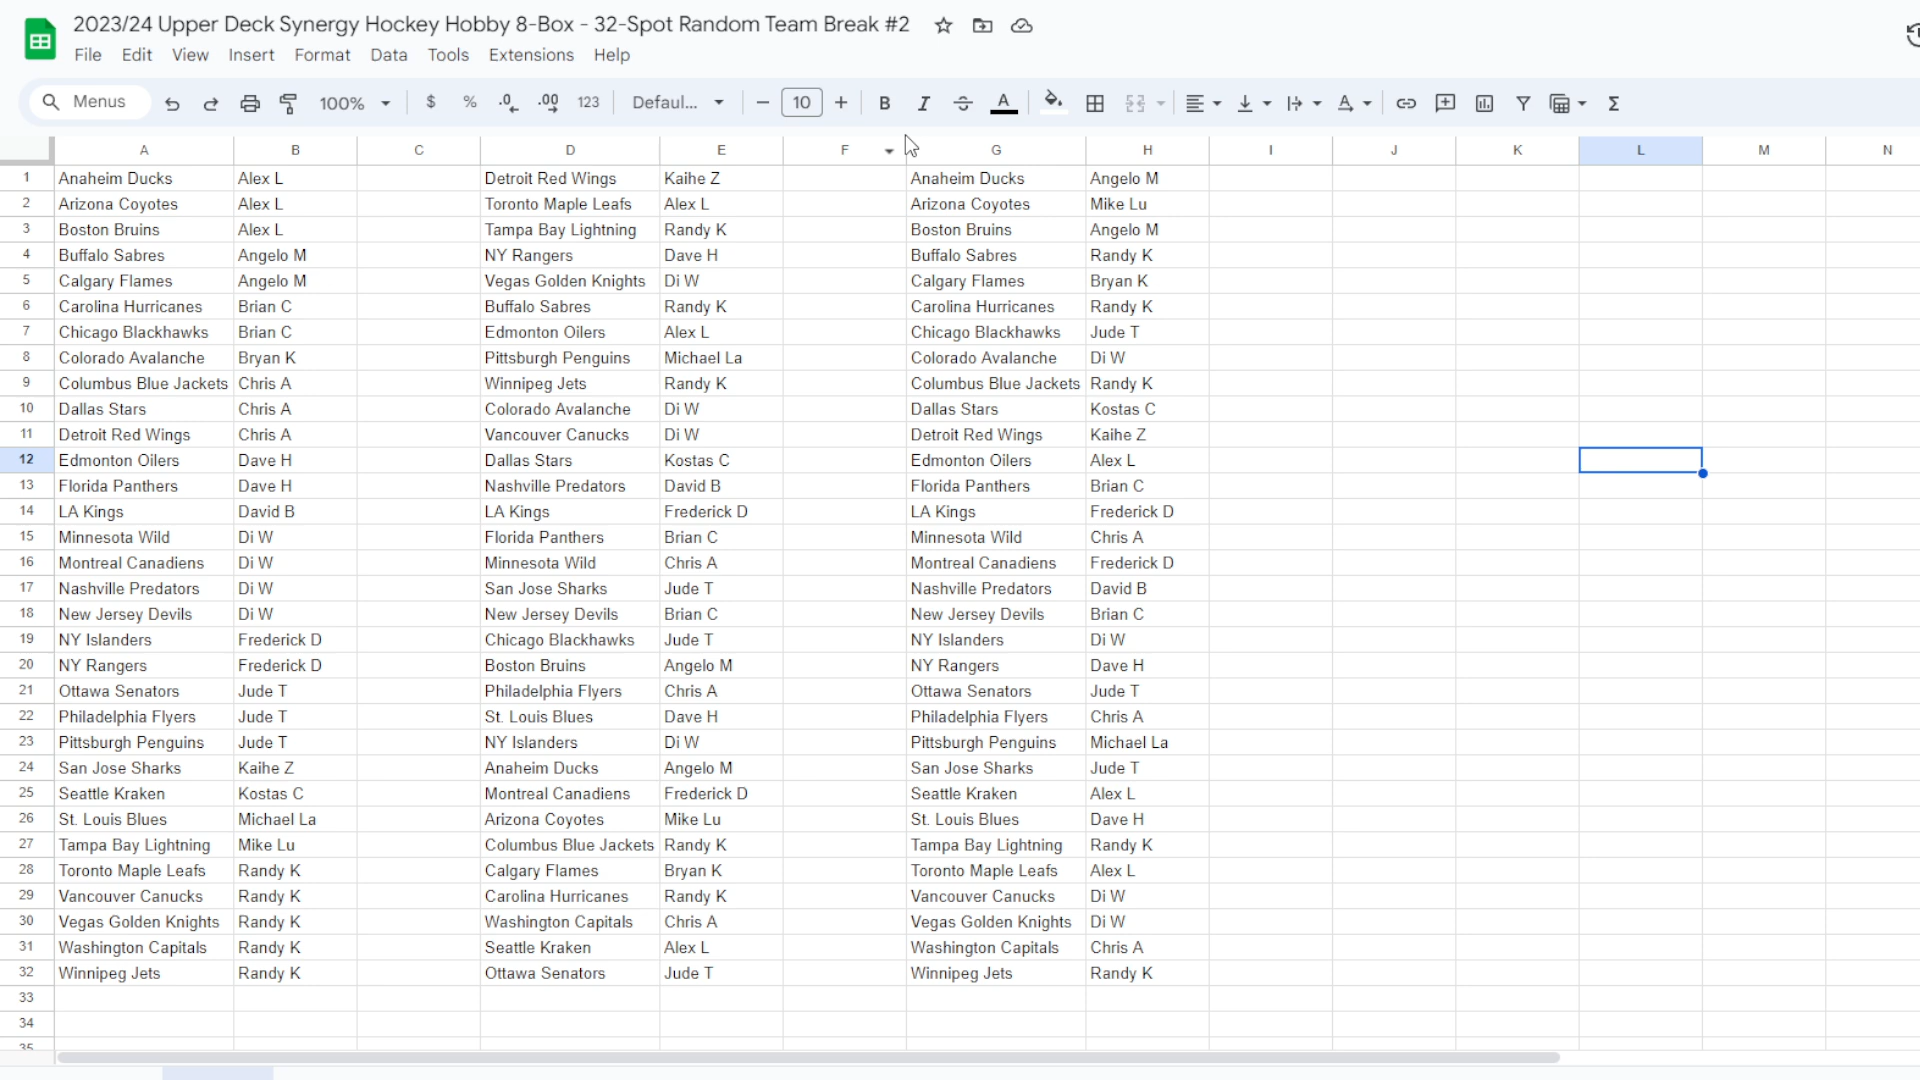 2023/24 Upper Deck Synergy Hockey Hobby 8-Box - 32-Spot Random Team Break #2
File Edit View Insert Format Data Tools Extensions Help
Menus 100% $ % .0 .00 123 Defaul... 10 B I A
A B C D E F G H I J K L M N
1 Anaheim Ducks Alex L Detroit Red Wings Kaihe Z Anaheim Ducks Angelo M
2 Arizona Coyotes Alex L Toronto Maple Leafs Alex L Arizona Coyotes Mike Lu
3 Boston Bruins Alex L Tampa Bay Lightning Randy K Boston Bruins Angelo M
4 Buffalo Sabres Angelo M NY Rangers Dave H Buffalo Sabres Randy K
5 Calgary Flames Angelo M Vegas Golden Knights Di W Calgary Flames Bryan K
6 Carolina Hurricanes Brian C Buffalo Sabres Randy K Carolina Hurricanes Randy K
7 Chicago Blackhawks Brian C Edmonton Oilers Alex L Chicago Blackhawks Jude T
8 Colorado Avalanche Bryan K Pittsburgh Penguins Michael La Colorado Avalanche Di W
9 Columbus Blue Jackets Chris A Winnipeg Jets Randy K Columbus Blue Jackets Randy K
10 Dallas Stars Chris A Colorado Avalanche Di W Dallas Stars Kostas C
11 Detroit Red Wings Chris A Vancouver Canucks Di W Detroit Red Wings Kaihe Z
12 Edmonton Oilers Dave H Dallas Stars Kostas C Edmonton Oilers Alex L
13 Florida Panthers Dave H Nashville Predators David B Florida Panthers Brian C
14 LA Kings David B LA Kings Frederick D LA Kings Frederick D
15 Minnesota Wild Di W Florida Panthers Brian C Minnesota Wild Chris A
16 Montreal Canadiens Di W Minnesota Wild Chris A Montreal Canadiens Frederick D
17 Nashville Predators Di W San Jose Sharks Jude T Nashville Predators David B
18 New Jersey Devils Di W New Jersey Devils Brian C New Jersey Devils Brian C
19 NY Islanders Frederick D Chicago Blackhawks Jude T NY Islanders Di W
20 NY Rangers Frederick D Boston Bruins Angelo M NY Rangers Dave H
21 Ottawa Senators Jude T Philadelphia Flyers Chris A Ottawa Senators Jude T
22 Philadelphia Flyers Jude T St. Louis Blues Dave H Philadelphia Flyers Chris A
23 Pittsburgh Penguins Jude T NY Islanders Di W Pittsburgh Penguins Michael La
24 San Jose Sharks Kaihe Z Anaheim Ducks Angelo M San Jose Sharks Jude T
25 Seattle Kraken Kostas C Montreal Canadiens Frederick D Seattle Kraken Alex L
26 St. Louis Blues Michael La Arizona Coyotes Mike Lu St. Louis Blues Dave H
27 Tampa Bay Lightning Mike Lu Columbus Blue Jackets Randy K Tampa Bay Lightning Randy K
28 Toronto Maple Leafs Randy K Calgary Flames Bryan K Toronto Maple Leafs Alex L
29 Vancouver Canucks Randy K Carolina Hurricanes Randy K Vancouver Canucks Di W
30 Vegas Golden Knights Randy K Washington Capitals Chris A Vegas Golden Knights Di W
31 Washington Capitals Randy K Seattle Kraken Alex L Washington Capitals Chris A
32 Winnipeg Jets Randy K Ottawa Senators Jude T Winnipeg Jets Randy K
33
34
35